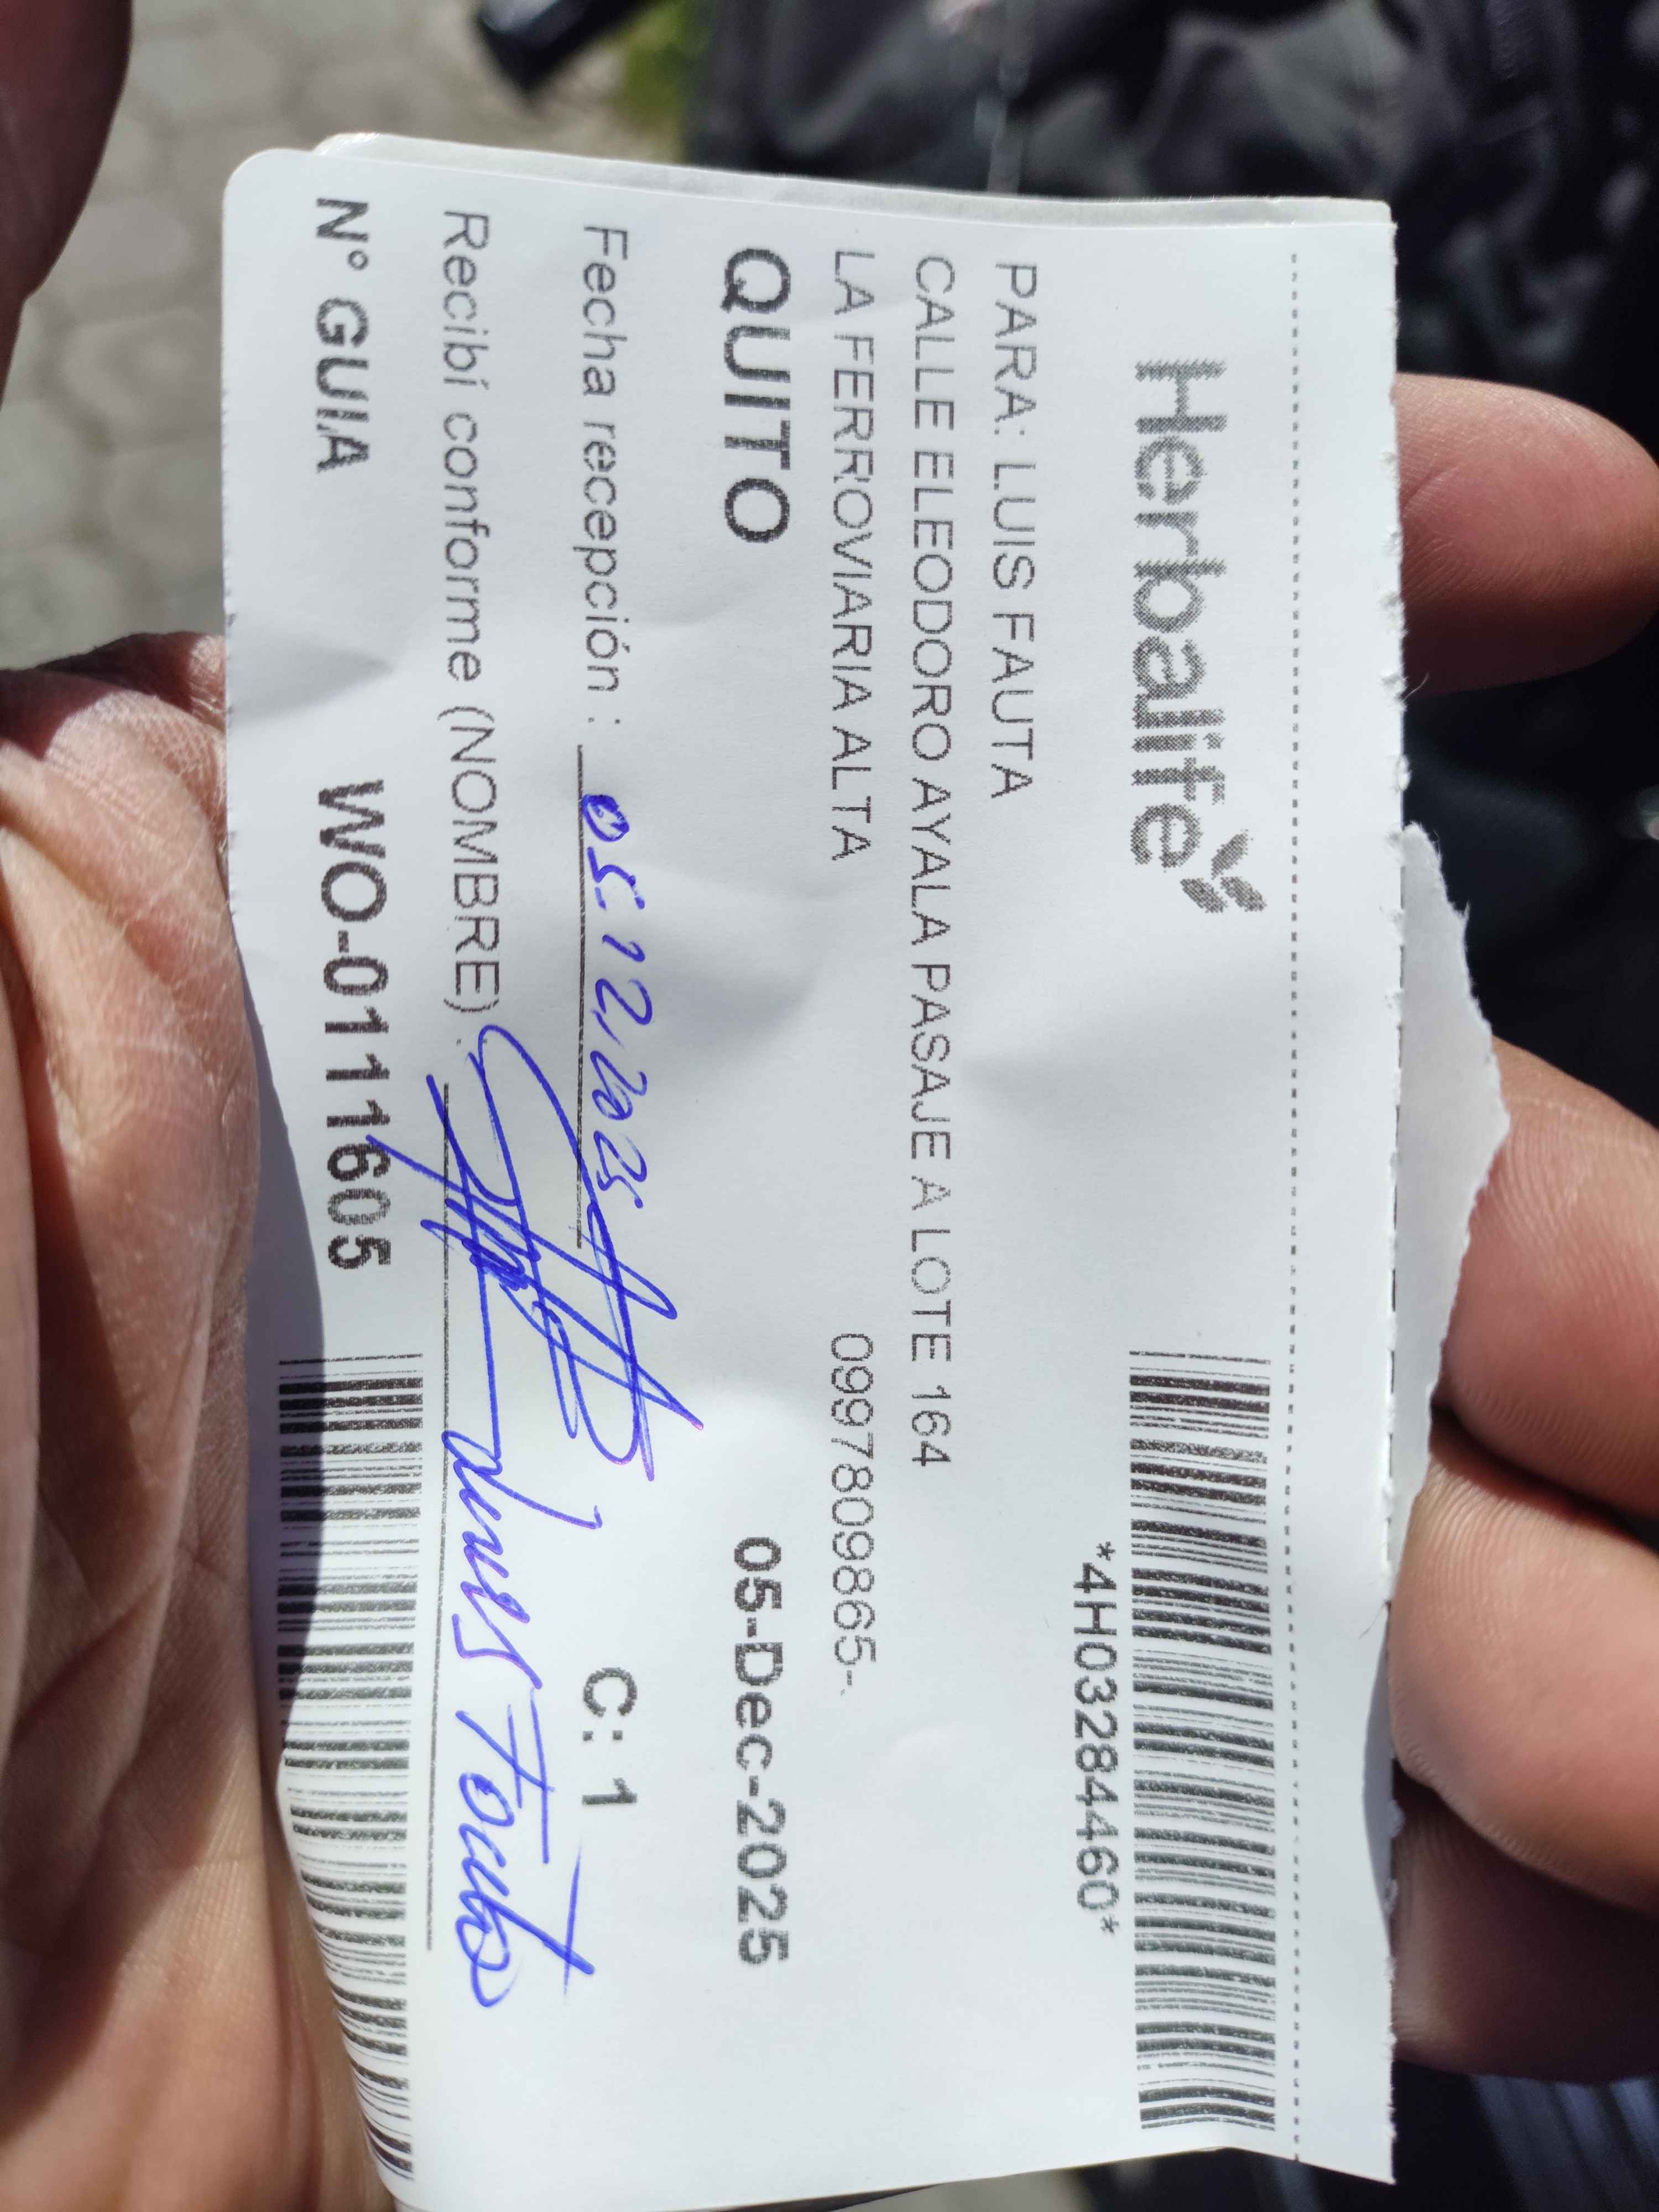 Herbalife
*4H03284460*
PARA: LUIS FAUTA
CALLE ELEODORO AYALA PASAJE A LOTE 164
LA FERROVIARIA ALTA 0997809865-
QUITO 05-Dec-2025
Fecha recepción : 05.12.2025 C: 1
Recibí conforme (NOMBRE) : Luis Fauta
N° GUIA WO-0111605